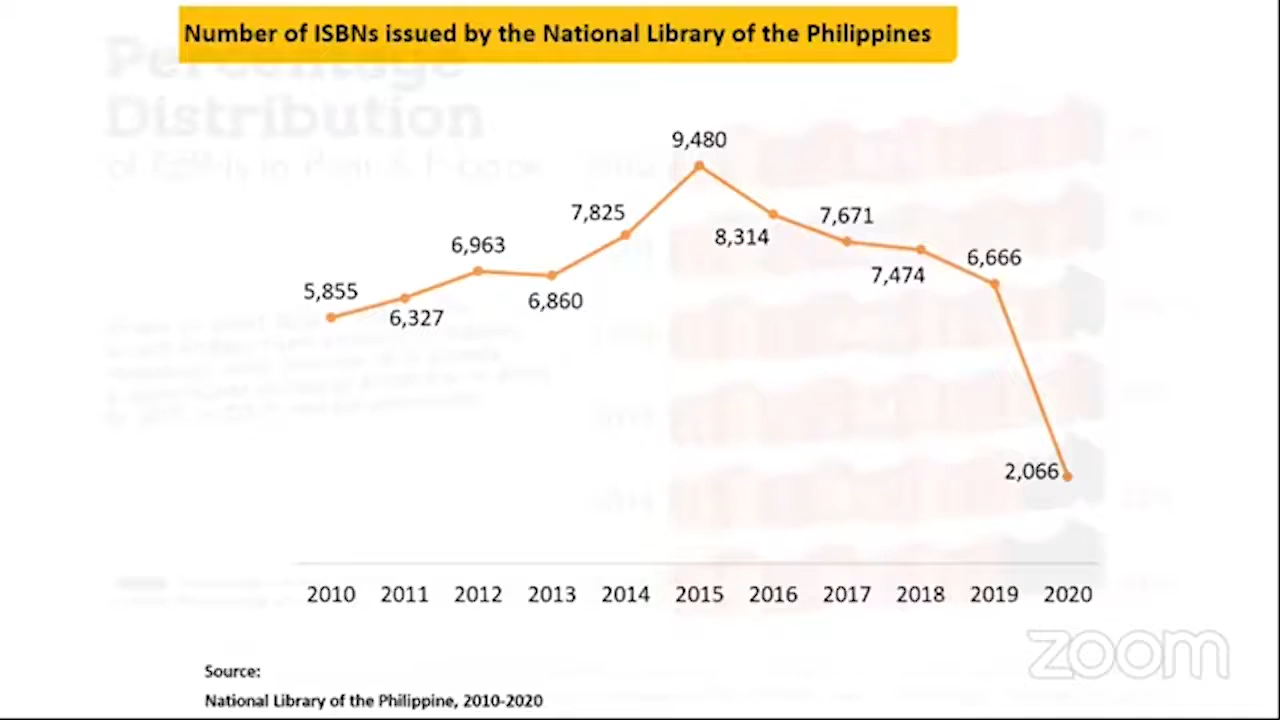 Number of ISBNs issued by the National Library of the Philippines
Percentage
Distribution
9,480
7,825
7,671
6,963
8,314
6,666
5,855
7,474
6,327
6,860
2,066
2010 2011 2012 2013 2014 2015 2016 2017 2018 2019 2020
zoom
Source:
National Library of the Philippine, 2010-2020